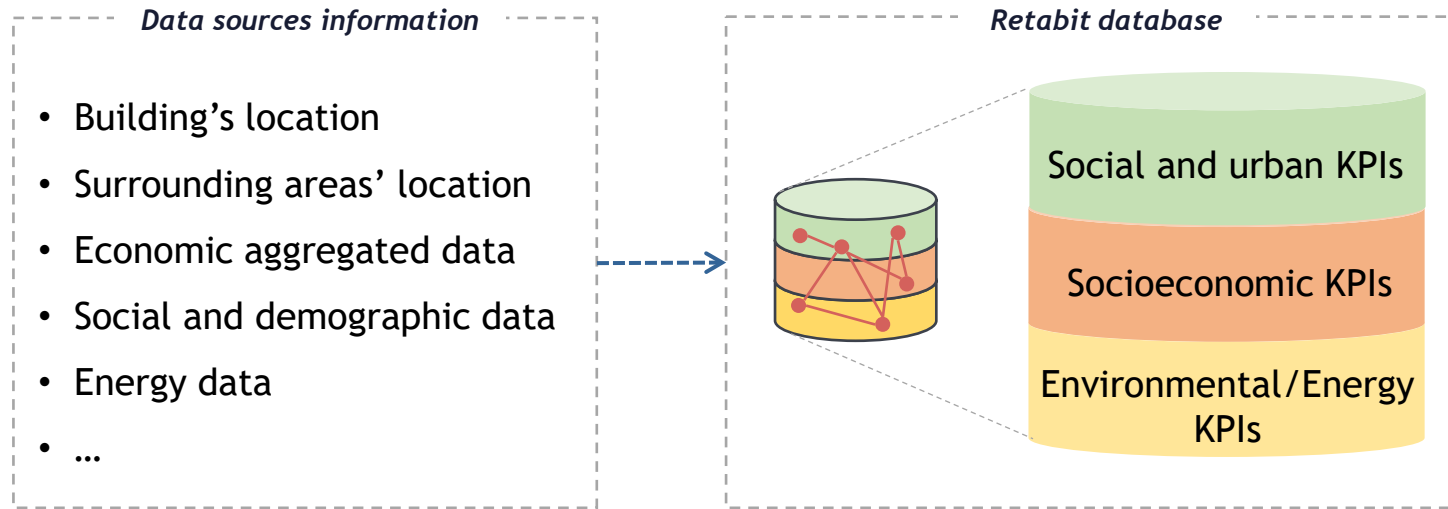 Data sources information
• Building’s location
• Surrounding areas’ location
• Economic aggregated data
• Social and demographic data
• Energy data
• …
Retabit database
Social and urban KPIs
Socioeconomic KPIs
Environmental/Energy
KPIs